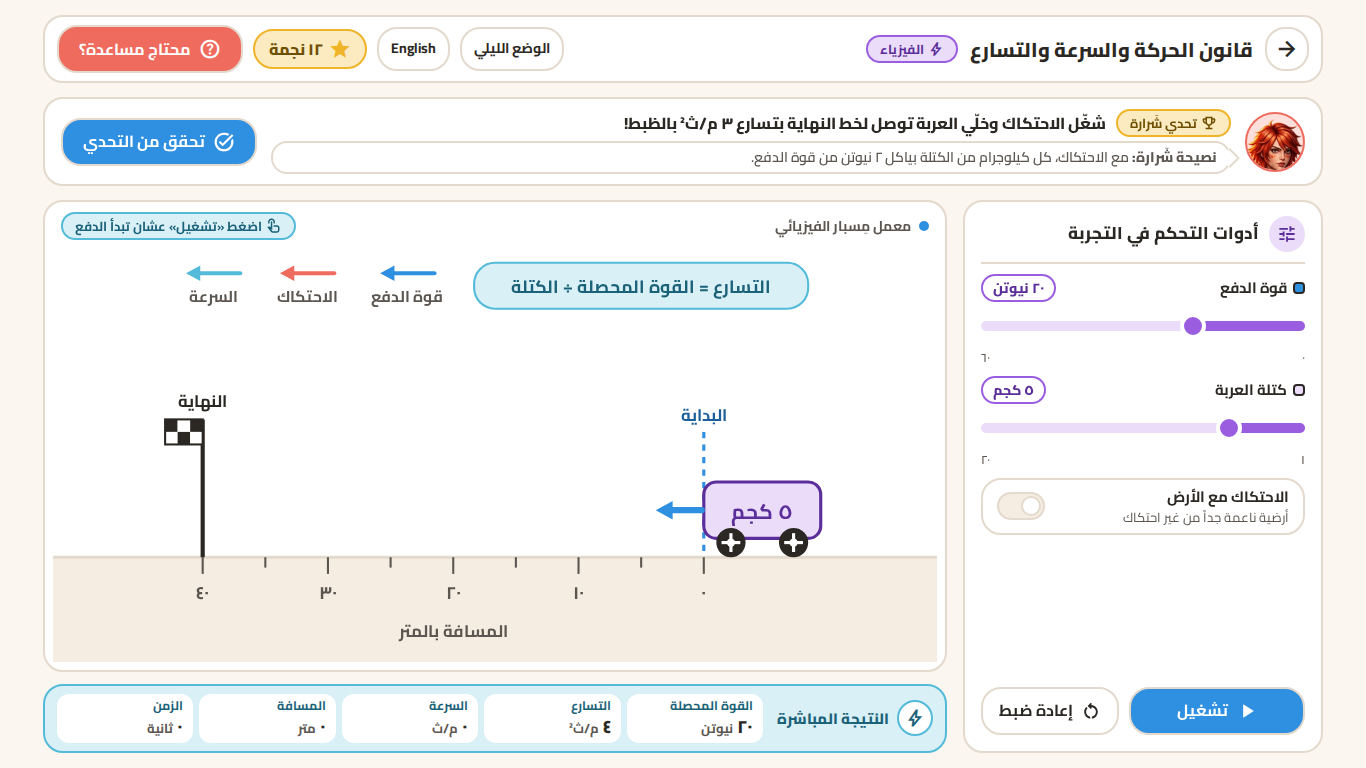 قانون الحركة والسرعة والتسارع
الفيزياء
الوضع الليلي
English
١٢ نجمة
محتاج مساعدة؟
تحدي شَرارة
شغّل الاحتكاك وخلّي العربة توصل لخط النهاية بتسارع ٣ م/ث² بالظبط!
نصيحة شَرارة: مع الاحتكاك، كل كيلوجرام من الكتلة بياكل ٢ نيوتن من قوة الدفع.
تحقق من التحدي
أدوات التحكم في التجربة
قوة الدفع
٢٠ نيوتن
٠
٦٠
كتلة العربة
٥ كجم
١
٢٠
الاحتكاك مع الأرض
أرضية ناعمة جداً من غير احتكاك
تشغيل
إعادة ضبط
معمل مِسبار الفيزيائي
اضغط «تشغيل» عشان تبدأ الدفع
التسارع = القوة المحصلة ÷ الكتلة
قوة الدفع
الاحتكاك
السرعة
البداية
النهاية
٥ كجم
٠
١٠
٢٠
٣٠
٤٠
المسافة بالمتر
النتيجة المباشرة
القوة المحصلة
٢٠ نيوتن
التسارع
٤ م/ث²
السرعة
٠ م/ث
المسافة
٠ متر
الزمن
٠ ثانية